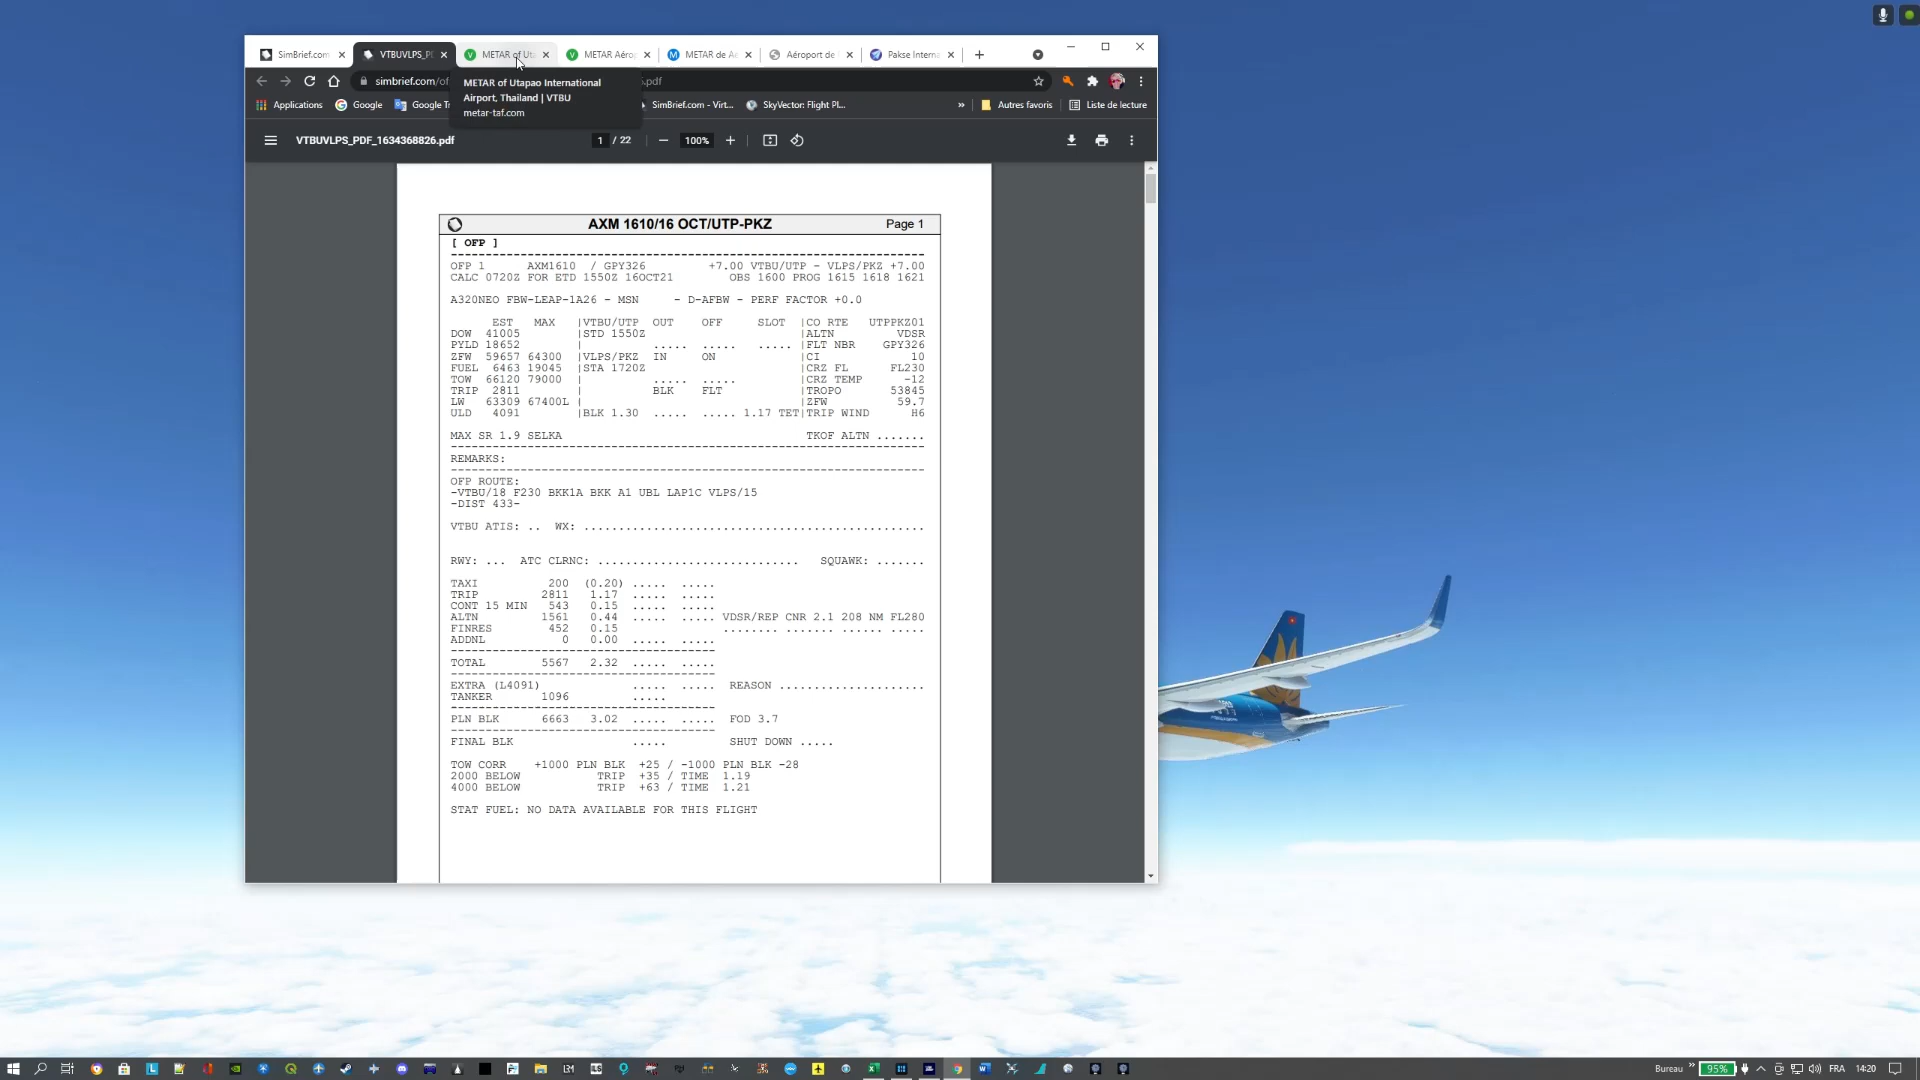 SimBrief.com
VTBUVLPS_P
METAR of Ut
METAR Aéro
METAR de Aé
Aéroport de
Pakse Intern
simbrief.com/of
.pdf
METAR of Utapao International
Airport, Thailand | VTBU
metar-taf.com
Applications
Google
Google Tr
SimBrief.com - Virt...
SkyVector: Flight Pl...
»
Autres favoris
Liste de lecture
VTBUVLPS_PDF_1634368826.pdf
1 / 22
100%
AXM 1610/16 OCT/UTP-PKZ Page 1
[ OFP ]
--------------------------------------------------------------------
OFP 1 AXM1610 / GPY326 +7.00 VTBU/UTP - VLPS/PKZ +7.00
CALC 0720Z FOR ETD 1550Z 16OCT21 OBS 1600 PROG 1615 1618 1621
A320NEO FBW-LEAP-1A26 - MSN - D-AFBW - PERF FACTOR +0.0
EST MAX |VTBU/UTP OUT OFF SLOT |CO RTE UTPPKZ01
DOW 41005 |STD 1550Z |ALTN VDSR
PYLD 18652 | ..... ..... ..... |FLT NBR GPY326
ZFW 59657 64300 |VLPS/PKZ IN ON |CI 10
FUEL 6463 19045 |STA 1720Z |CRZ FL FL230
TOW 66120 79000 | ..... ..... |CRZ TEMP -12
TRIP 2811 | BLK FLT |TROPO 53845
LW 63309 67400L | |ZFW 59.7
ULD 4091 |BLK 1.30 ..... ..... 1.17 TET|TRIP WIND H6
MAX SR 1.9 SELKA TKOF ALTN .......
--------------------------------------------------------------------
REMARKS:
--------------------------------------------------------------------
OFP ROUTE:
-VTBU/18 F230 BKK1A BKK A1 UBL LAP1C VLPS/15
-DIST 433-
VTBU ATIS: .. WX: .................................................
RWY: ... ATC CLRNC: ............................. SQUAWK: .......
TAXI 200 (0.20) ..... .....
TRIP 2811 1.17 ..... .....
CONT 15 MIN 543 0.15 ..... .....
ALTN 1561 0.44 ..... ..... VDSR/REP CNR 2.1 208 NM FL280
FINRES 452 0.15 ........ ...... ...... .....
ADDNL 0 0.00 ..... .....
--------------------------------------
TOTAL 5567 2.32 ..... .....
--------------------------------------
EXTRA (L4091) ..... ..... REASON .....................
TANKER 1096 .....
--------------------------------------
PLN BLK 6663 3.02 ..... ..... FOD 3.7
--------------------------------------
FINAL BLK ..... SHUT DOWN .....
TOW CORR +1000 PLN BLK +25 / -1000 PLN BLK -28
2000 BELOW TRIP +35 / TIME 1.19
4000 BELOW TRIP +63 / TIME 1.21
STAT FUEL: NO DATA AVAILABLE FOR THIS FLIGHT
Bureau » 95% FRA 14:20